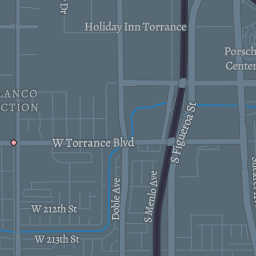 Dr
Holiday Inn Torrance
Porsch
Center
LANCO
CTION
S Figueroa St
W Torrance Blvd
Doble Ave
S Menlo Ave
W 212th St
W 213th St